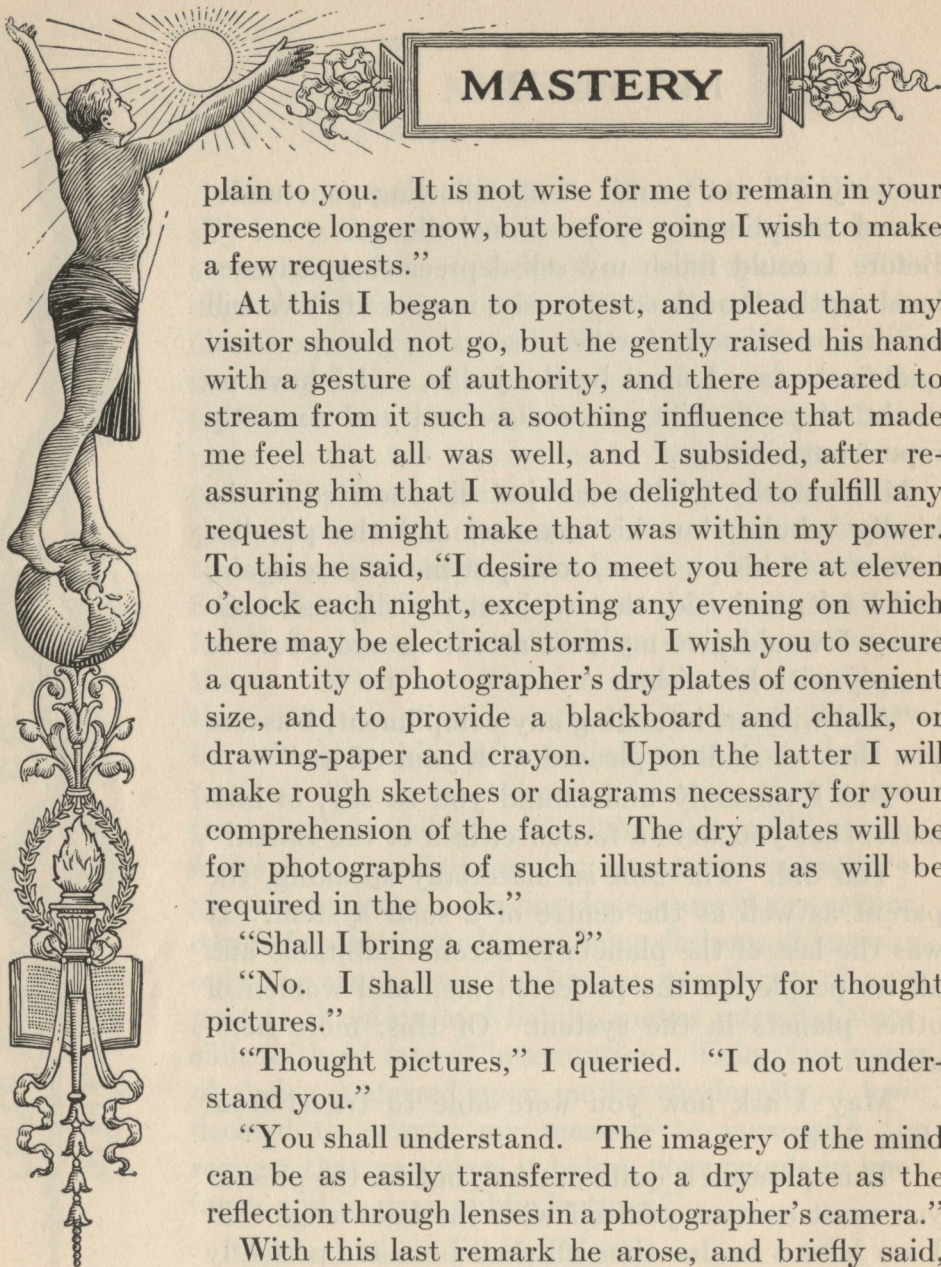 MASTERY
plain to you. It is not wise for me to remain in your
presence longer now, but before going I wish to make
a few requests.”
At this I began to protest, and plead that my
visitor should not go, but he gently raised his hand
with a gesture of authority, and there appeared to
stream from it such a soothing influence that made
me feel that all was well, and I subsided, after re-
assuring him that I would be delighted to fulfill any
request he might make that was within my power.
To this he said, “I desire to meet you here at eleven
o’clock each night, excepting any evening on which
there may be electrical storms. I wish you to secure
a quantity of photographer’s dry plates of convenient
size, and to provide a blackboard and chalk, or
drawing-paper and crayon. Upon the latter I will
make rough sketches or diagrams necessary for your
comprehension of the facts. The dry plates will be
for photographs of such illustrations as will be
required in the book.”
“Shall I bring a camera?”
“No. I shall use the plates simply for thought
pictures.”
“Thought pictures,” I queried. “I do not under-
stand you.”
“You shall understand. The imagery of the mind
can be as easily transferred to a dry plate as the
reflection through lenses in a photographer’s camera.”
With this last remark he arose, and briefly said,